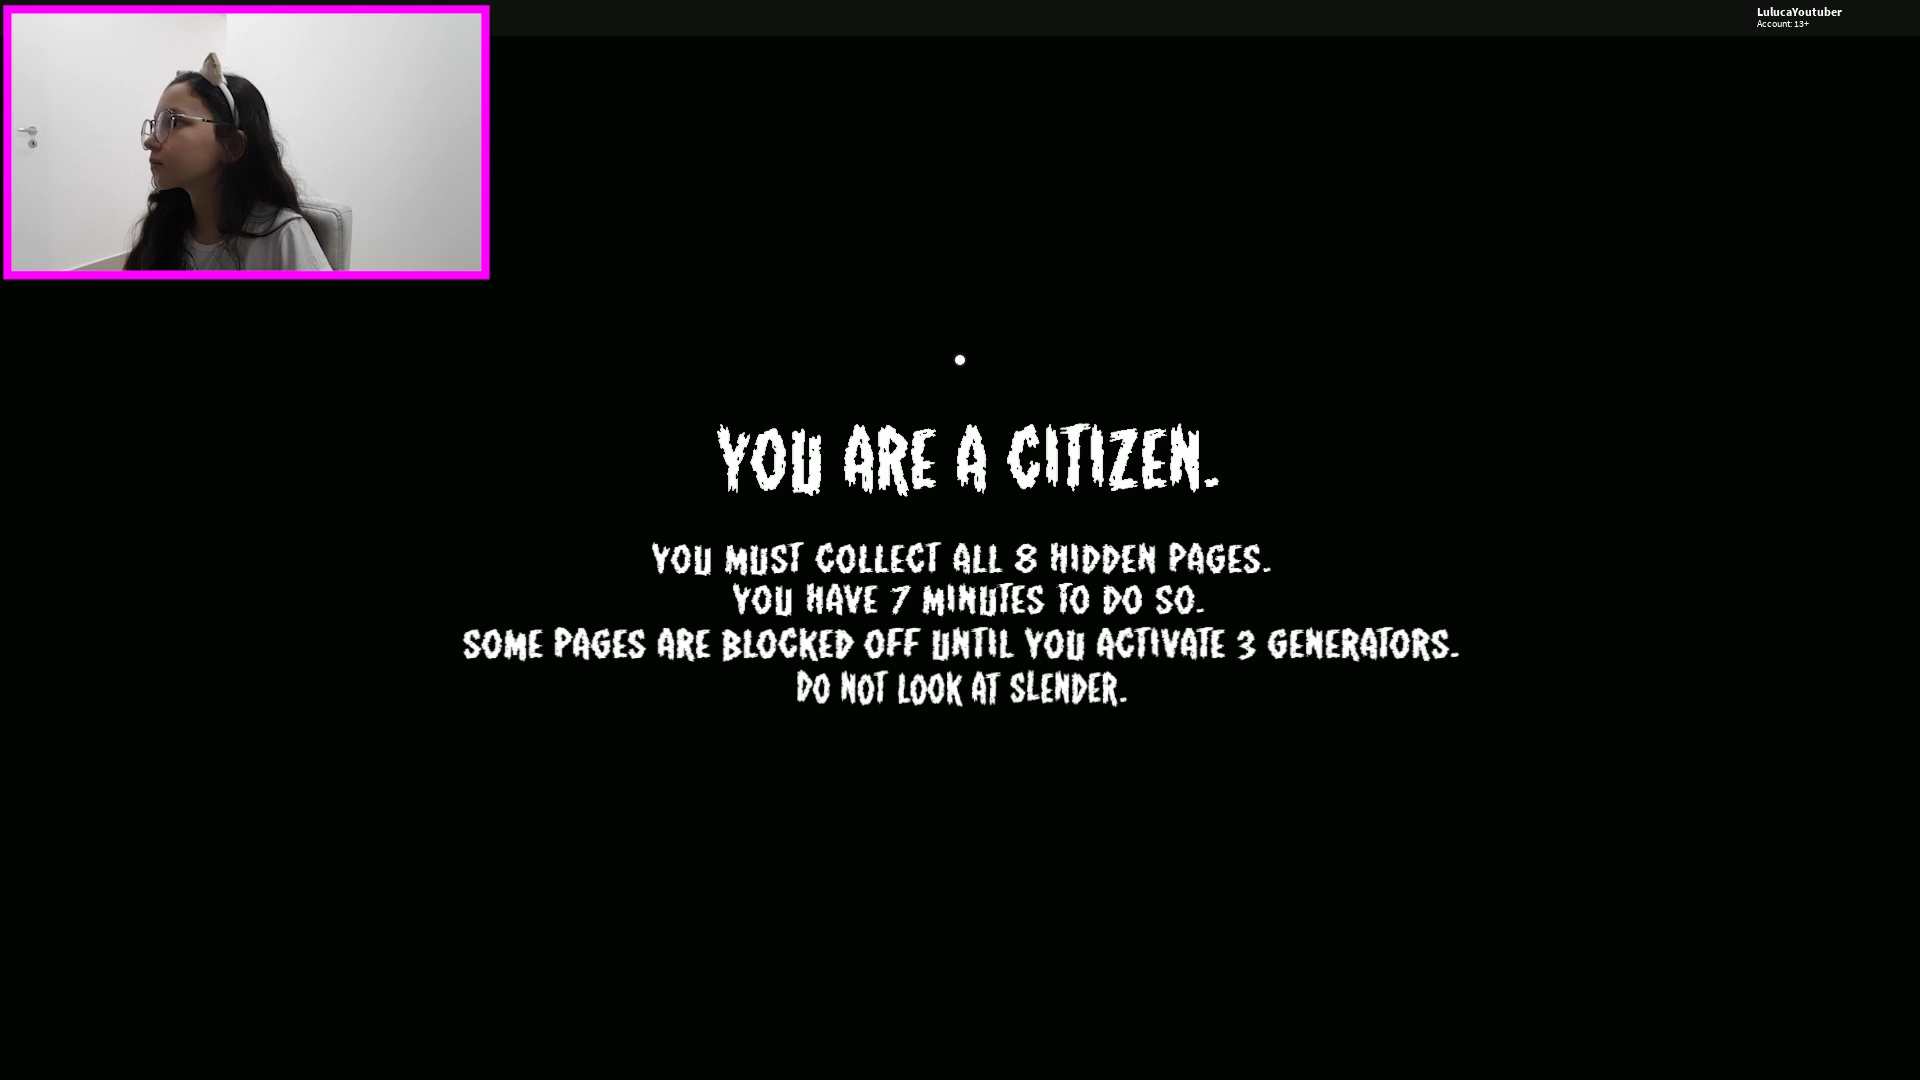 LulucaYoutuber
Account: 13+
YOU ARE A CITIZEN.
YOU MUST COLLECT ALL 8 HIDDEN PAGES.
YOU HAVE 7 MINUTES TO DO SO.
SOME PAGES ARE BLOCKED OFF UNTIL YOU ACTIVATE 3 GENERATORS.
DO NOT LOOK AT SLENDER.